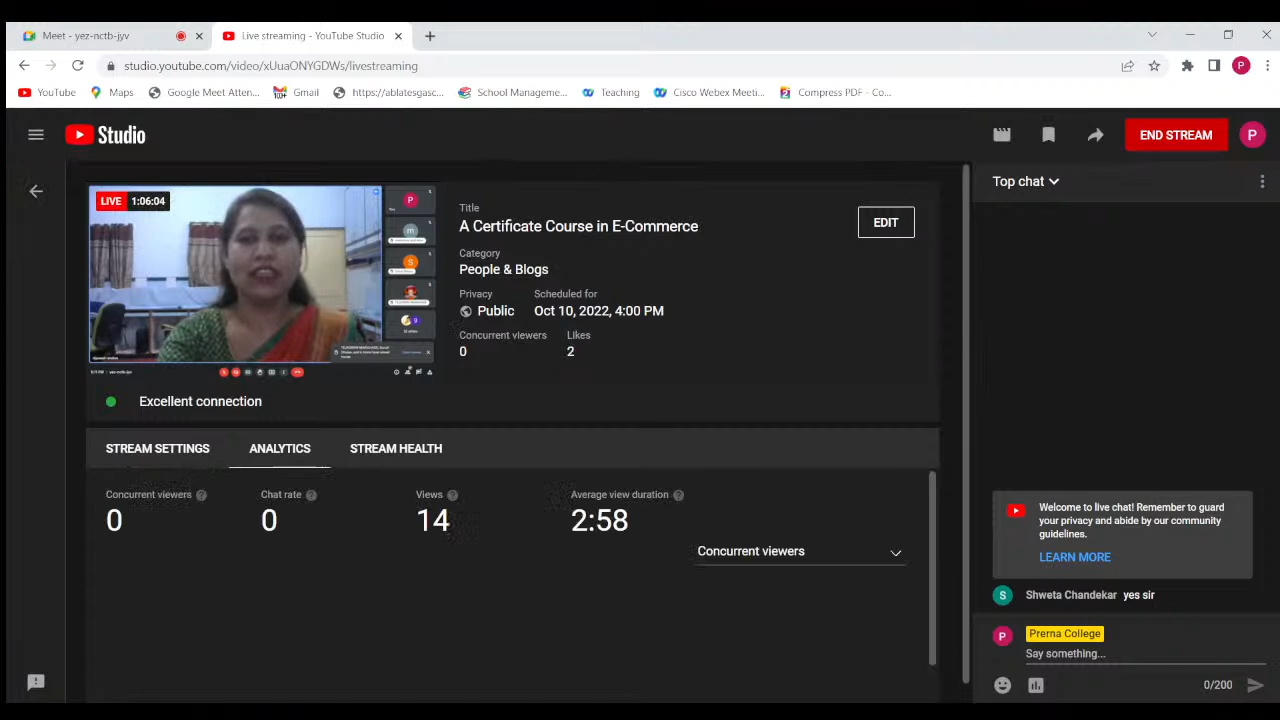 Meet - yez-nctb-jyv
Live streaming - YouTube Studio
studio.youtube.com/video/xUuaONYGDWs/livestreaming
P
YouTube
Maps
Google Meet Atten...
Gmail
https://ablatesgasc...
School Manageme...
Teaching
Cisco Webex Meeti...
Compress PDF - Co...
Studio
END STREAM
P
LIVE 1:06:04
P
m
S
9
Title
A Certificate Course in E-Commerce
EDIT
Category
People & Blogs
Privacy
Scheduled for
Public
Oct 10, 2022, 4:00 PM
Concurrent viewers
Likes
0
2
Excellent connection
STREAM SETTINGS
ANALYTICS
STREAM HEALTH
Concurrent viewers ?
Chat rate ?
Views ?
Average view duration ?
0
0
14
2:58
Concurrent viewers
Top chat
Welcome to live chat! Remember to guard
your privacy and abide by our community
guidelines.
LEARN MORE
S
Shweta Chandekar yes sir
P
Prerna College
Say something...
0/200